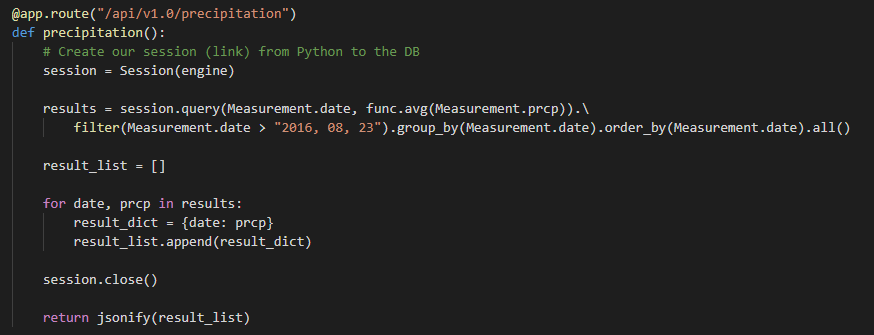 @app.route("/api/v1.0/precipitation")
def precipitation():
    # Create our session (link) from Python to the DB
    session = Session(engine)
    results = session.query(Measurement.date, func.avg(Measurement.prcp)).\
        filter(Measurement.date > "2016, 08, 23").group_by(Measurement.date).order_by(Measurement.date).all()
    result_list = []
    for date, prcp in results:
        result_dict = {date: prcp}
        result_list.append(result_dict)
    session.close()
    return jsonify(result_list)